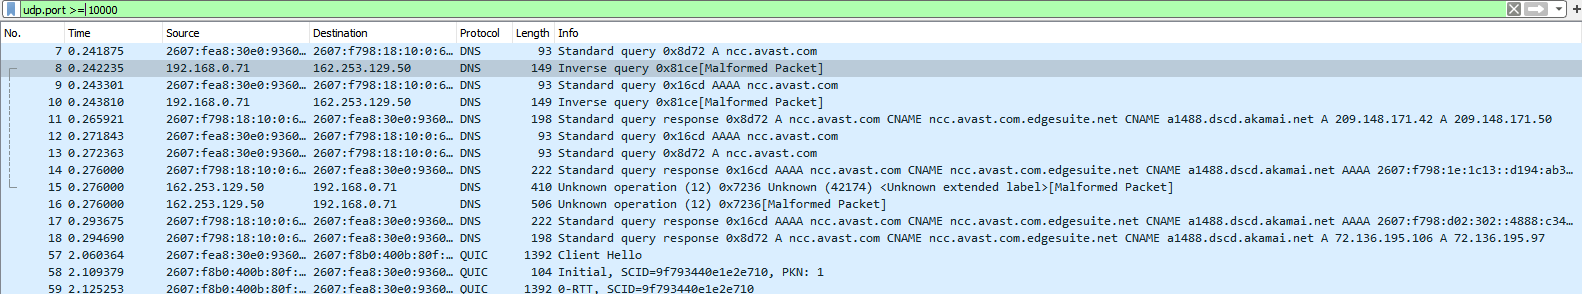 udp.port >= 10000
No. Time Source Destination Protocol Length Info
7 0.241875 2607:fea8:30e0:9360… 2607:f798:18:10:0:6… DNS 93 Standard query 0x8d72 A ncc.avast.com
8 0.242235 192.168.0.71 162.253.129.50 DNS 149 Inverse query 0x81ce[Malformed Packet]
9 0.243301 2607:fea8:30e0:9360… 2607:f798:18:10:0:6… DNS 93 Standard query 0x16cd AAAA ncc.avast.com
10 0.243810 192.168.0.71 162.253.129.50 DNS 149 Inverse query 0x81ce[Malformed Packet]
11 0.265921 2607:f798:18:10:0:6… 2607:fea8:30e0:9360… DNS 198 Standard query response 0x8d72 A ncc.avast.com CNAME ncc.avast.com.edgesuite.net CNAME a1488.dscd.akamai.net A 209.148.171.42 A 209.148.171.50
12 0.271843 2607:fea8:30e0:9360… 2607:f798:18:10:0:6… DNS 93 Standard query 0x16cd AAAA ncc.avast.com
13 0.272363 2607:fea8:30e0:9360… 2607:f798:18:10:0:6… DNS 93 Standard query 0x8d72 A ncc.avast.com
14 0.276000 2607:f798:18:10:0:6… 2607:fea8:30e0:9360… DNS 222 Standard query response 0x16cd AAAA ncc.avast.com CNAME ncc.avast.com.edgesuite.net CNAME a1488.dscd.akamai.net AAAA 2607:f798:1e:1c13::d194:ab3…
15 0.276000 162.253.129.50 192.168.0.71 DNS 410 Unknown operation (12) 0x7236 Unknown (42174) <Unknown extended label>[Malformed Packet]
16 0.276000 162.253.129.50 192.168.0.71 DNS 506 Unknown operation (12) 0x7236[Malformed Packet]
17 0.293675 2607:f798:18:10:0:6… 2607:fea8:30e0:9360… DNS 222 Standard query response 0x16cd AAAA ncc.avast.com CNAME ncc.avast.com.edgesuite.net CNAME a1488.dscd.akamai.net AAAA 2607:f798:d02:302::4888:c34…
18 0.294690 2607:f798:18:10:0:6… 2607:fea8:30e0:9360… DNS 198 Standard query response 0x8d72 A ncc.avast.com CNAME ncc.avast.com.edgesuite.net CNAME a1488.dscd.akamai.net A 72.136.195.106 A 72.136.195.97
57 2.060364 2607:fea8:30e0:9360… 2607:f8b0:400b:80f:… QUIC 1392 Client Hello
58 2.109379 2607:f8b0:400b:80f:… 2607:fea8:30e0:9360… QUIC 104 Initial, SCID=9f793440e1e2e710, PKN: 1
59 2.125253 2607:f8b0:400b:80f:… 2607:fea8:30e0:9360… QUIC 1392 0-RTT, SCID=9f793440e1e2e710